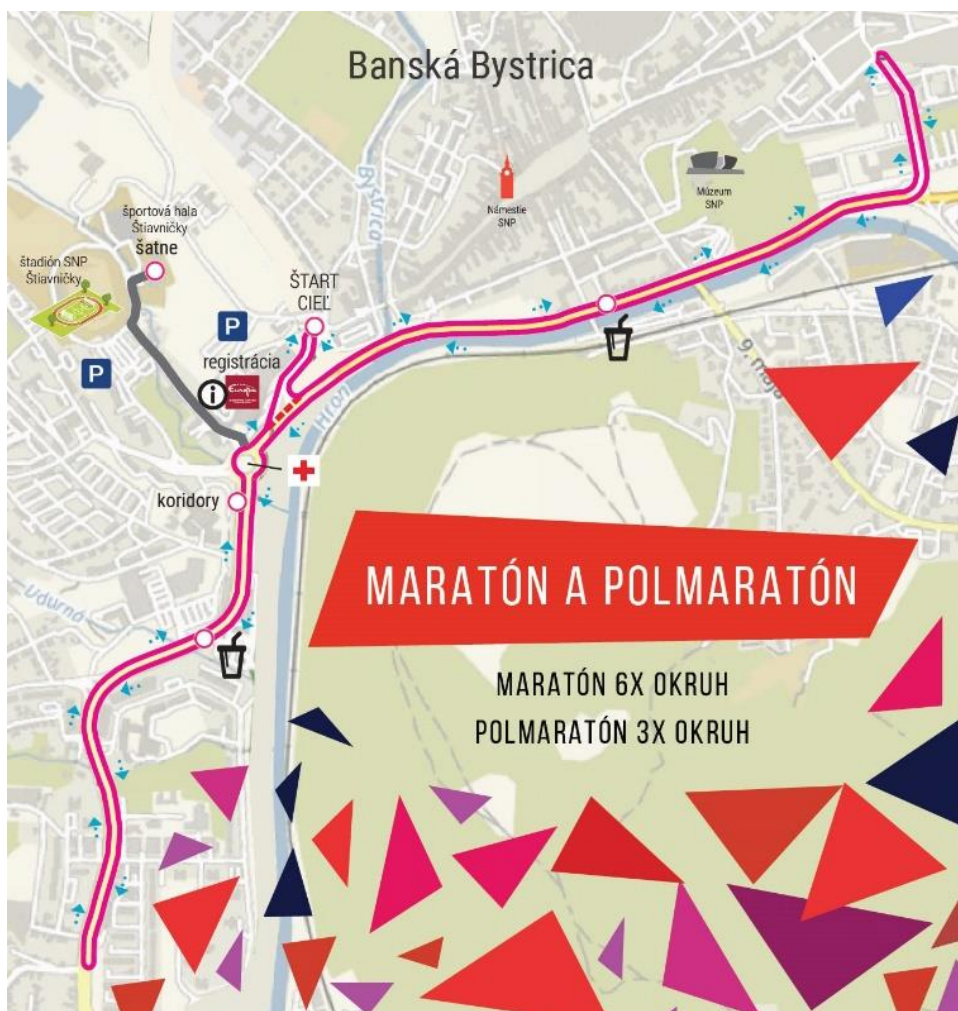 Banská Bystrica
Bystrica
Námestie
SNP
Múzeum
SNP
športová hala
Štiavničky
šatne
štadión SNP
Štiavničky
ŠTART
CIEĽ
P
registrácia
P
i
Europa
Hron
9. mája
koridory
Udurná
MARATÓN A POLMARATÓN
MARATÓN 6X OKRUH
POLMARATÓN 3X OKRUH